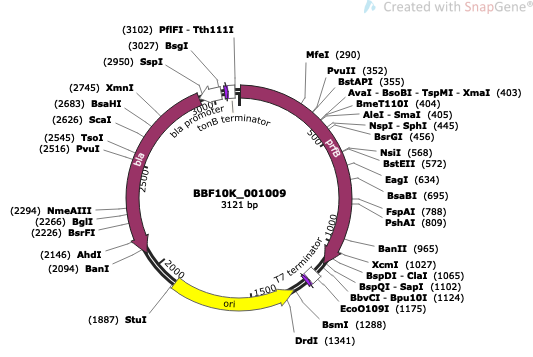 Created with SnapGene®
(3102) PflFI - Tth111I
(3027) BsgI
(2950) SspI
(2745) XmnI
(2683) BsaHI
(2626) ScaI
(2545) TsoI
(2516) PvuI
(2294) NmeAIII
(2266) BglI
(2226) BsrFI
(2146) AhdI
(2094) BanI
(1887) StuI
MfeI (290)
PvuII (352)
BstAPI (355)
AvaI - BsoBI - TspMI - XmaI (403)
BmeT110I (404)
AleI - SmaI (405)
NspI - SphI (445)
BsrGI (456)
NsiI (568)
BstEII (572)
EagI (634)
BsaBI (695)
FspAI (788)
PshAI (809)
BanII (965)
XcmI (1027)
BspDI - ClaI (1065)
BspQI - SapI (1102)
BbvCI - Bpu10I (1124)
EcoO109I (1175)
BsmI (1288)
DrdI (1341)
bla promoter
tonB terminator
prfB
T7 terminator
ori
bla
500
1000
1500
2000
2500
3000
BBF10K_001009
3121 bp